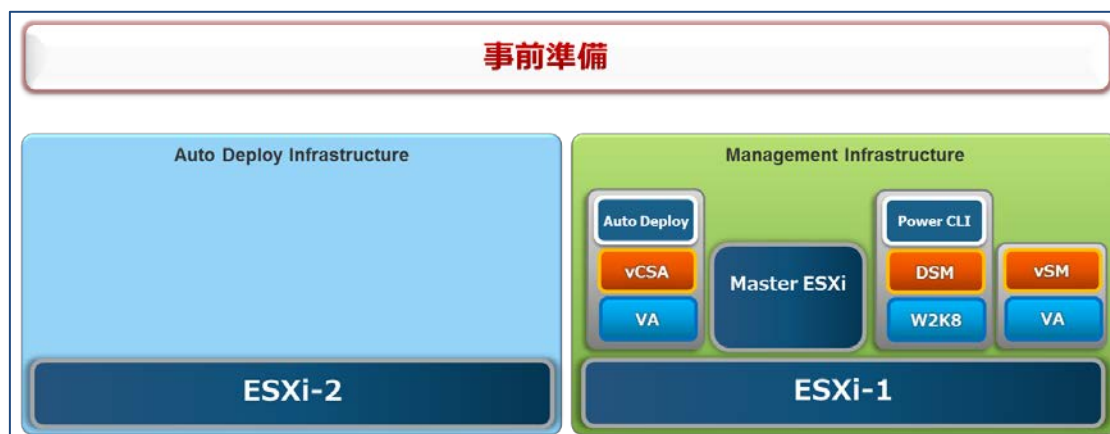 事前準備
Auto Deploy Infrastructure
ESXi-2
Management Infrastructure
Auto Deploy
vCSA
VA
Master ESXi
Power CLI
DSM
W2K8
vSM
VA
ESXi-1